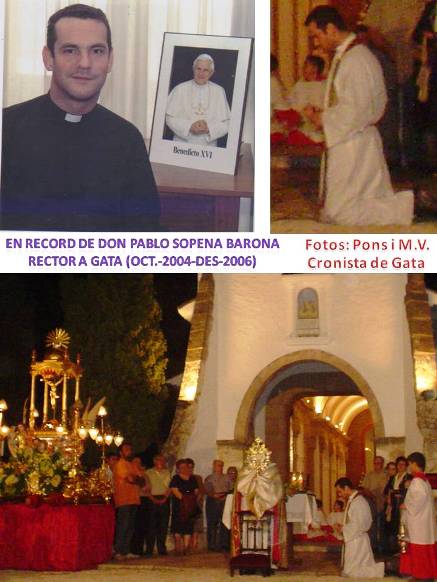 Benedicto XVI
EN RECORD DE DON PABLO SOPENA BARONA
RECTOR A GATA (OCT.-2004-DES-2006)
Fotos: Pons i M.V.
Cronista de Gata